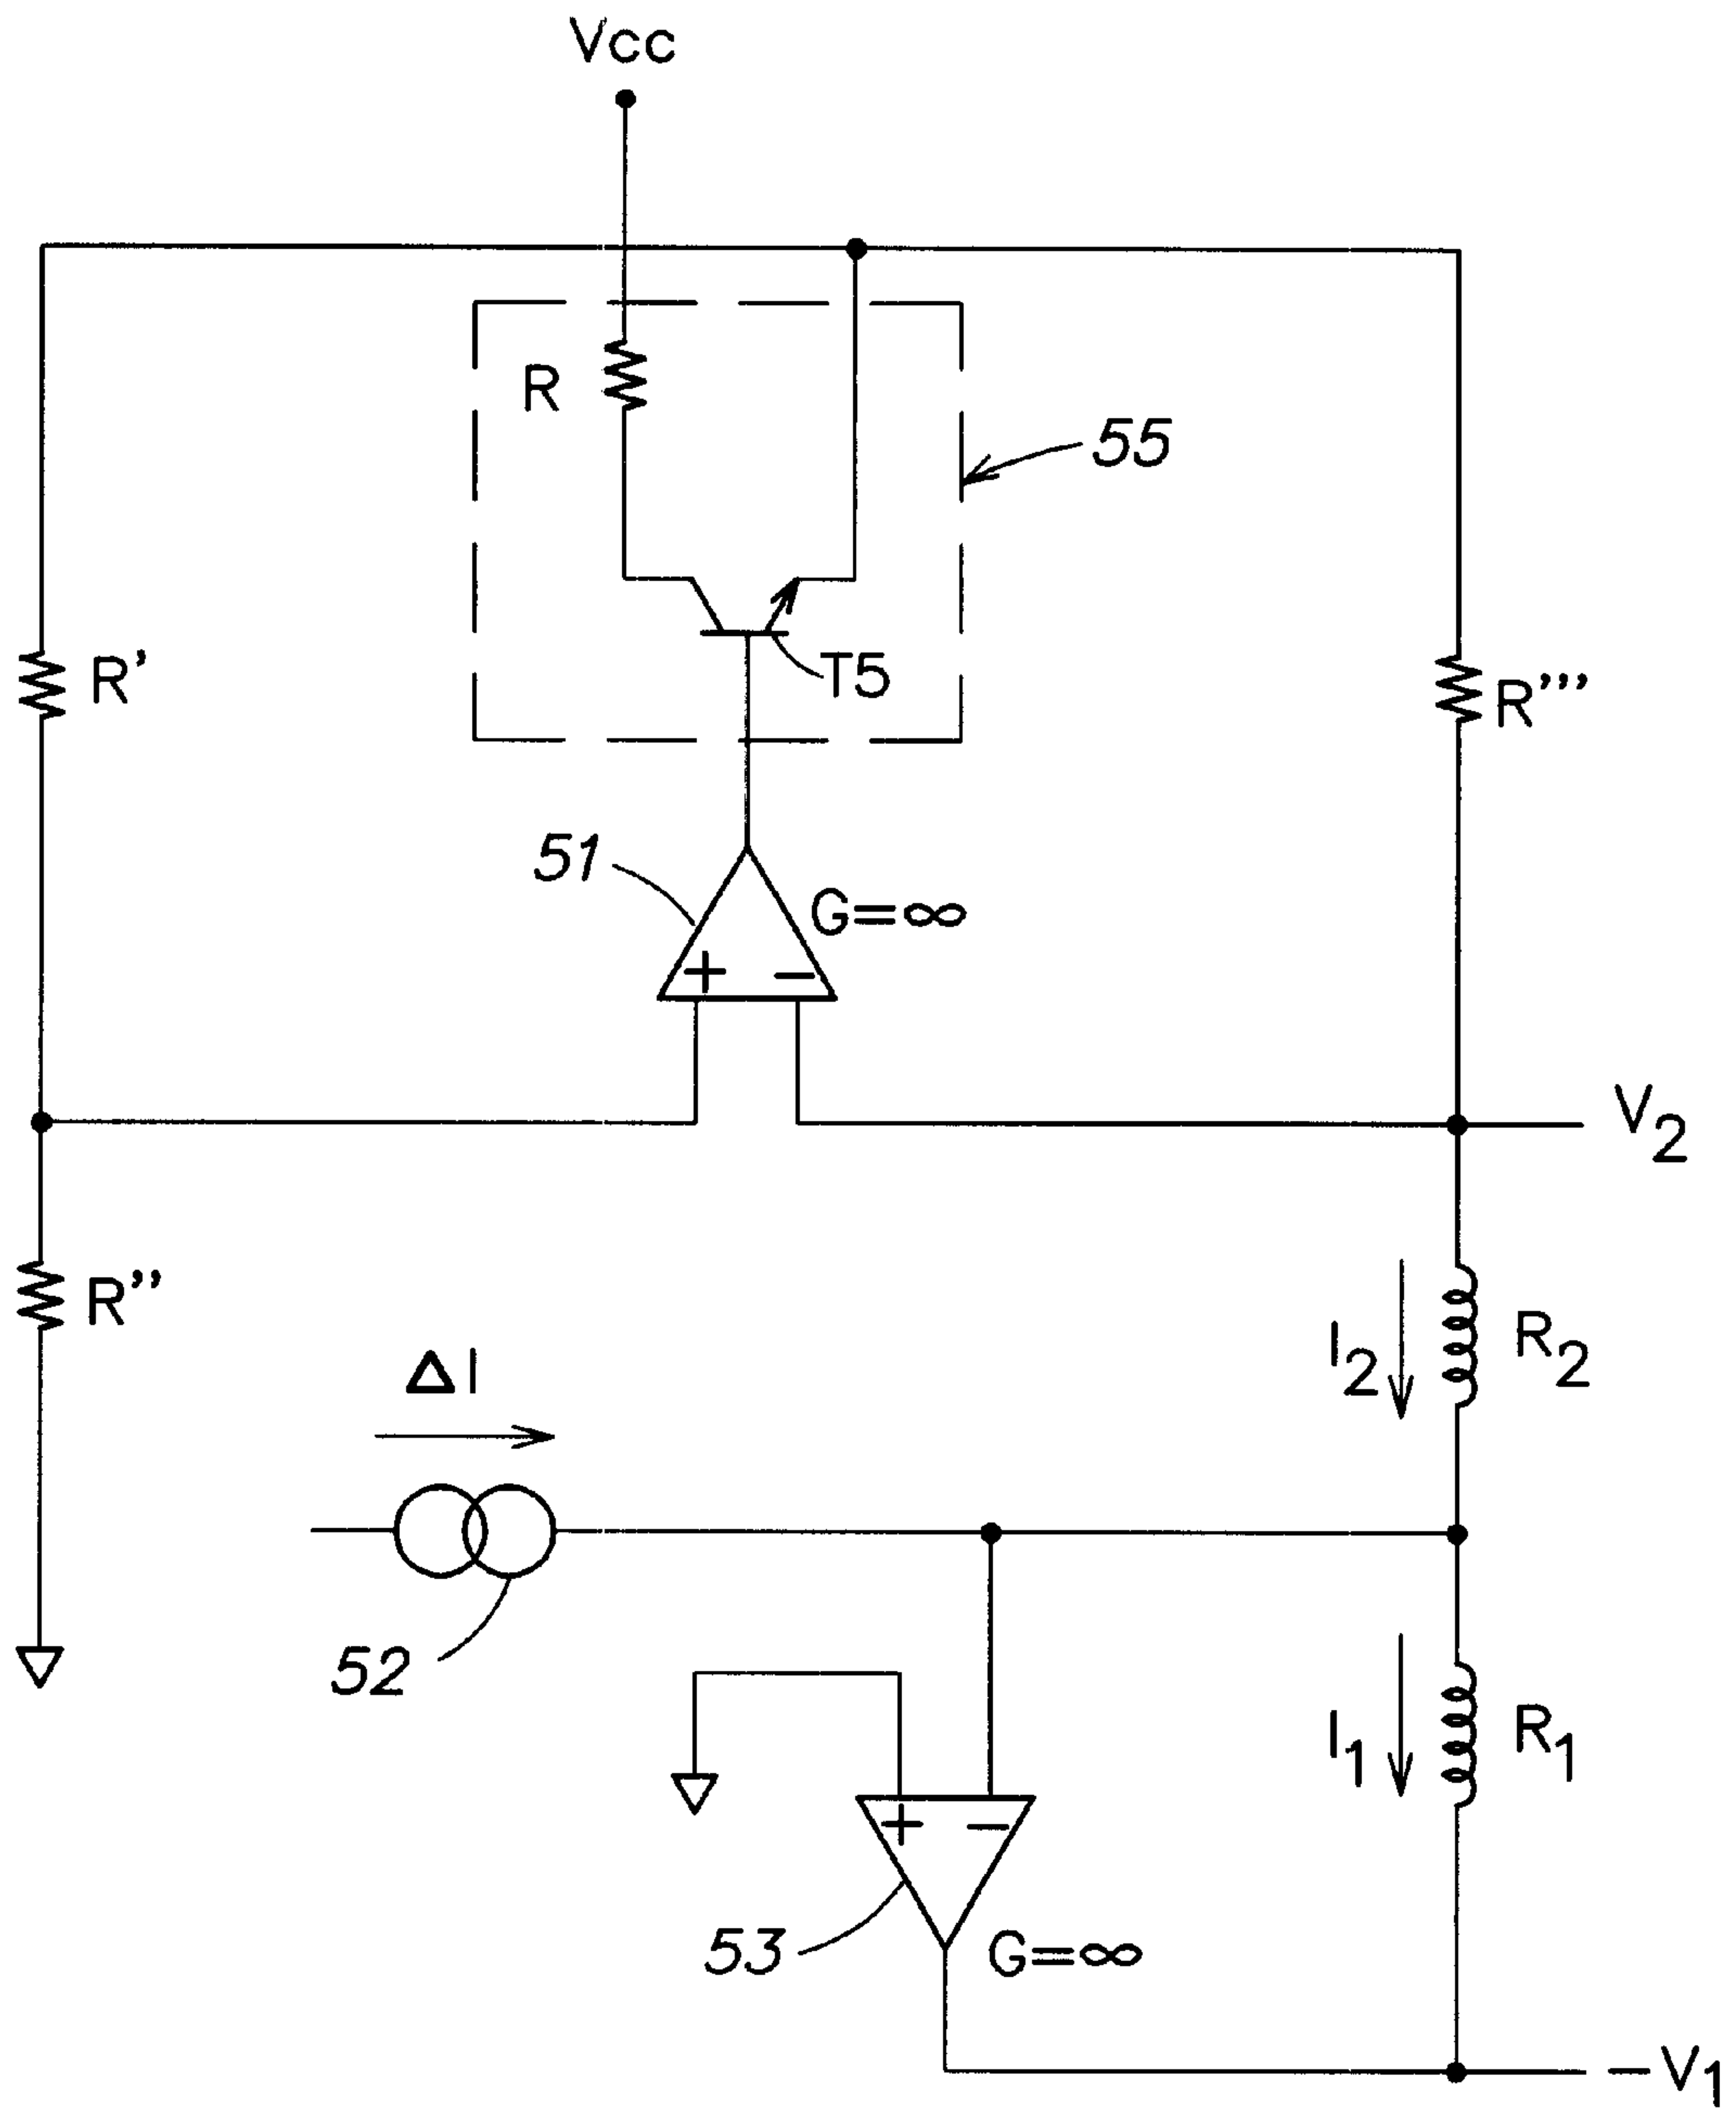 Vcc
R
55
T5
R'
R'''
51
G=∞
+ −
V2
R''
ΔI
I2
R2
52
I1
R1
+ −
53
G=∞
−V1